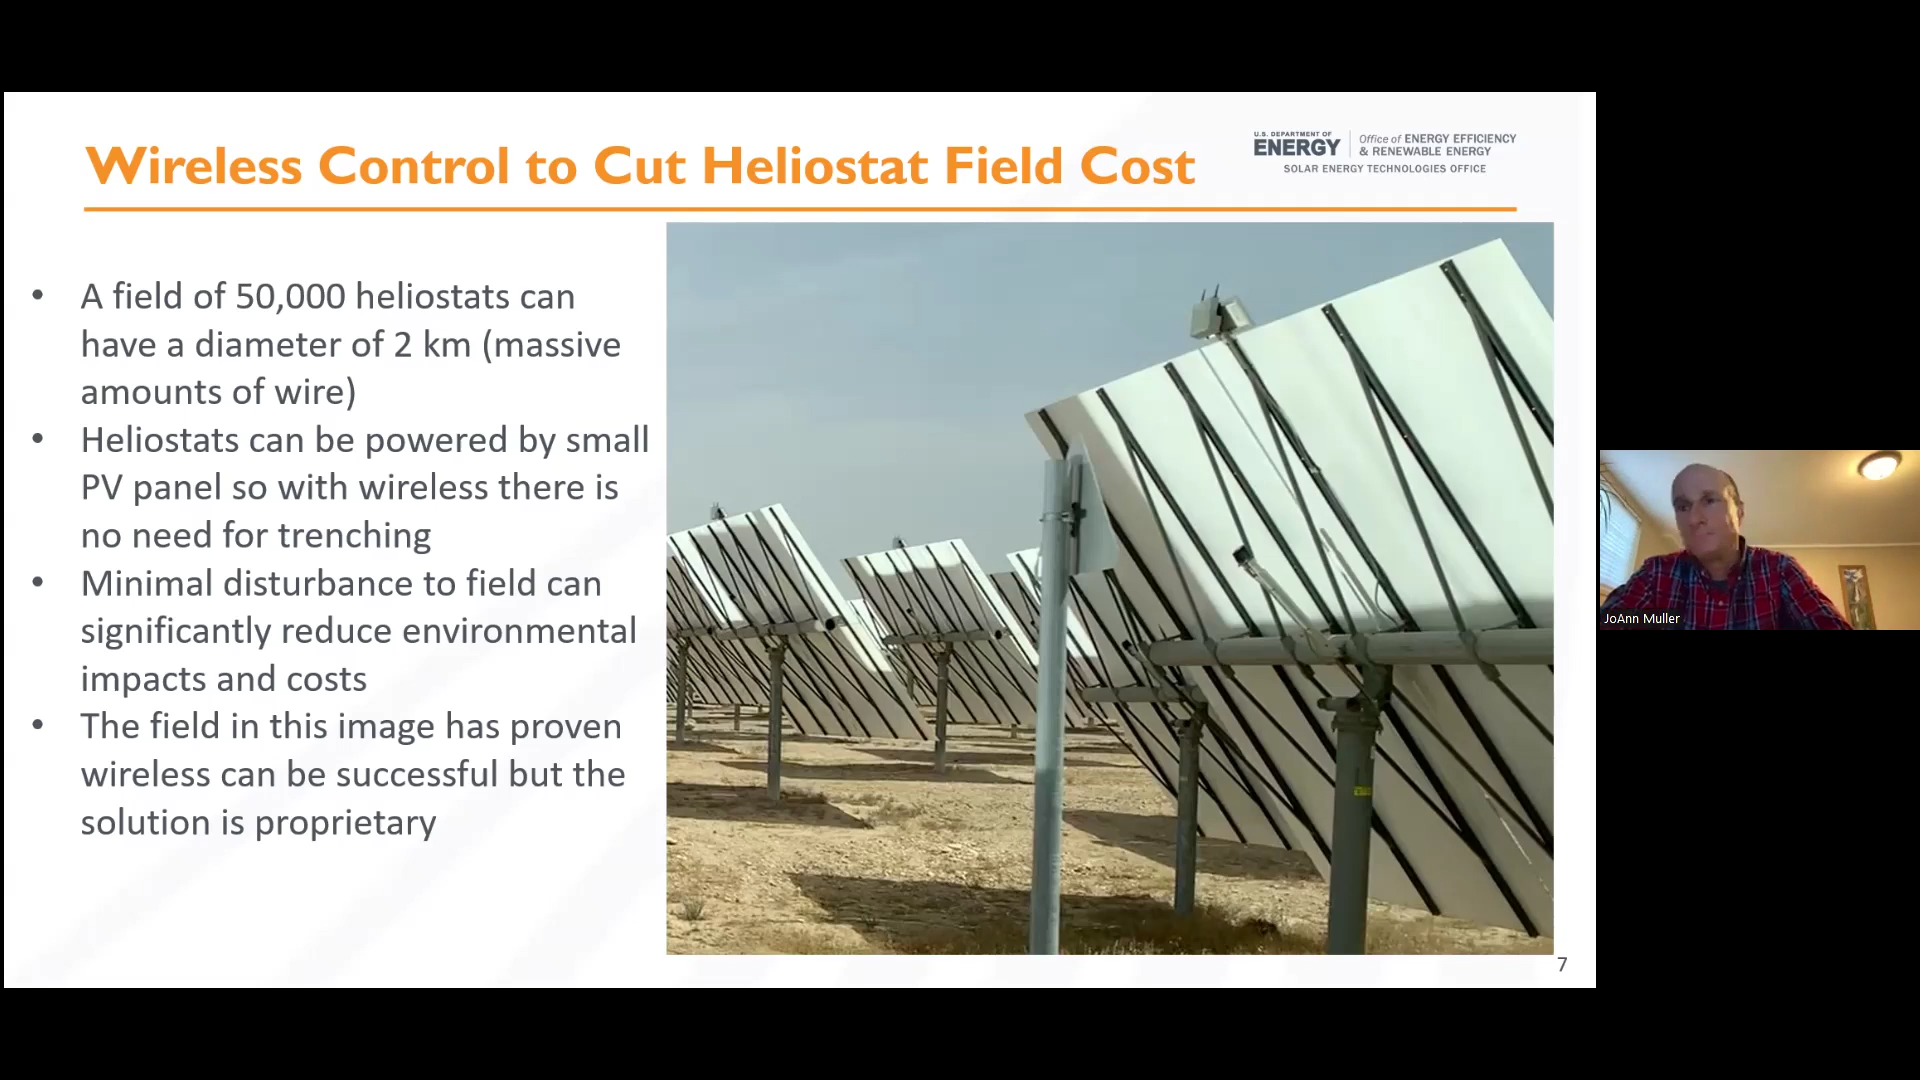 Wireless Control to Cut Heliostat Field Cost
U.S. DEPARTMENT OF
ENERGY
Office of ENERGY EFFICIENCY
& RENEWABLE ENERGY
SOLAR ENERGY TECHNOLOGIES OFFICE
• A field of 50,000 heliostats can
have a diameter of 2 km (massive
amounts of wire)
• Heliostats can be powered by small
PV panel so with wireless there is
no need for trenching
• Minimal disturbance to field can
significantly reduce environmental
impacts and costs
• The field in this image has proven
wireless can be successful but the
solution is proprietary
7
JoAnn Muller